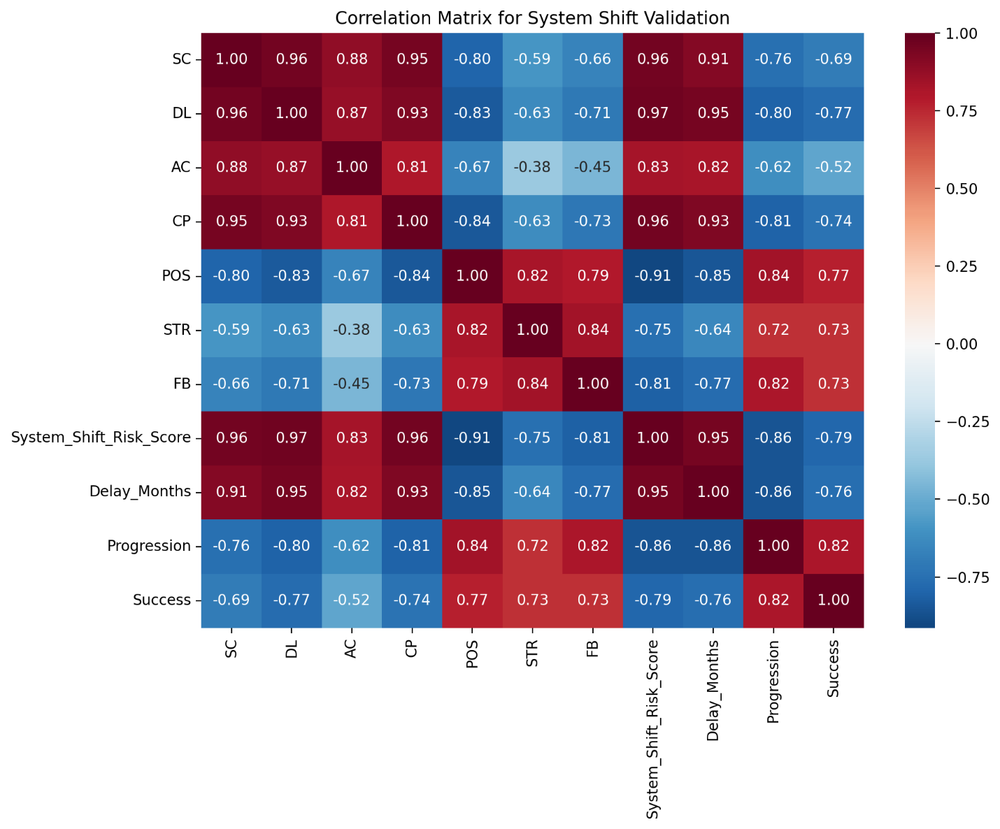 Correlation Matrix for System Shift Validation
SC 1.00 0.96 0.88 0.95 -0.80 -0.59 -0.66 0.96 0.91 -0.76 -0.69
DL 0.96 1.00 0.87 0.93 -0.83 -0.63 -0.71 0.97 0.95 -0.80 -0.77
AC 0.88 0.87 1.00 0.81 -0.67 -0.38 -0.45 0.83 0.82 -0.62 -0.52
CP 0.95 0.93 0.81 1.00 -0.84 -0.63 -0.73 0.96 0.93 -0.81 -0.74
POS -0.80 -0.83 -0.67 -0.84 1.00 0.82 0.79 -0.91 -0.85 0.84 0.77
STR -0.59 -0.63 -0.38 -0.63 0.82 1.00 0.84 -0.75 -0.64 0.72 0.73
FB -0.66 -0.71 -0.45 -0.73 0.79 0.84 1.00 -0.81 -0.77 0.82 0.73
System_Shift_Risk_Score 0.96 0.97 0.83 0.96 -0.91 -0.75 -0.81 1.00 0.95 -0.86 -0.79
Delay_Months 0.91 0.95 0.82 0.93 -0.85 -0.64 -0.77 0.95 1.00 -0.86 -0.76
Progression -0.76 -0.80 -0.62 -0.81 0.84 0.72 0.82 -0.86 -0.86 1.00 0.82
Success -0.69 -0.77 -0.52 -0.74 0.77 0.73 0.73 -0.79 -0.76 0.82 1.00
SC DL AC CP POS STR FB System_Shift_Risk_Score Delay_Months Progression Success
1.00
0.75
0.50
0.25
0.00
−0.25
−0.50
−0.75